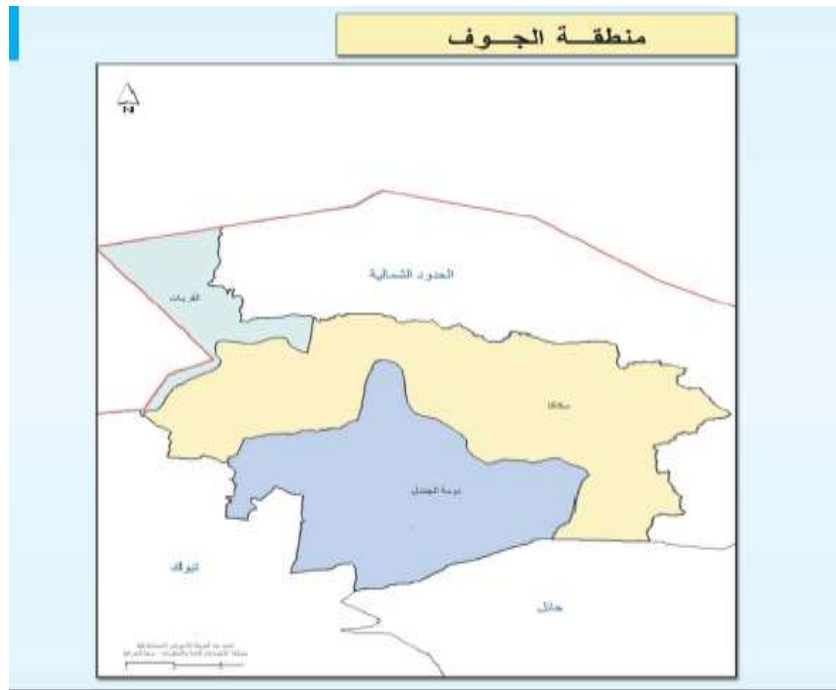 منطقـــة الجـــوف
N
الحدود الشمالية
القريات
سكاكا
دومة الجندل
تبوك
حائل